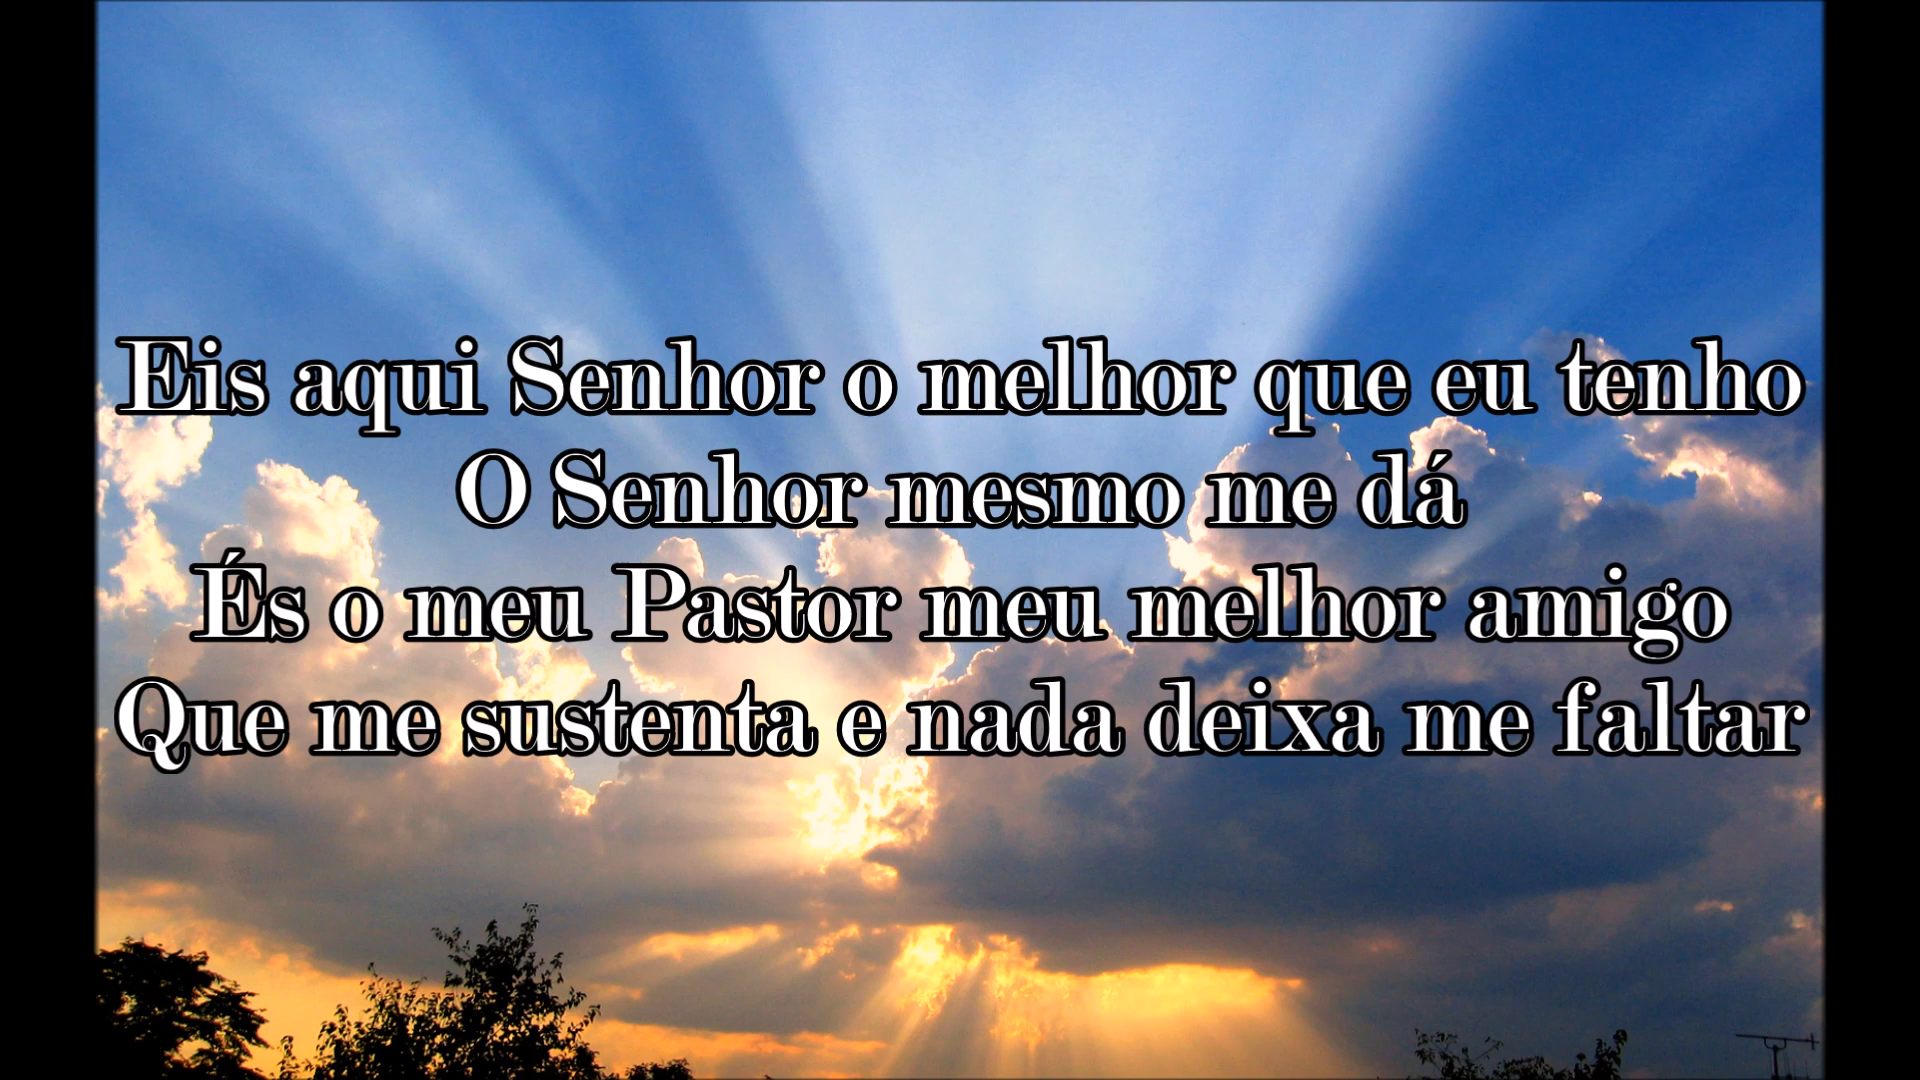 Eis aqui Senhor o melhor que eu tenho
O Senhor mesmo me dá
És o meu Pastor meu melhor amigo
Que me sustenta e nada deixa me faltar